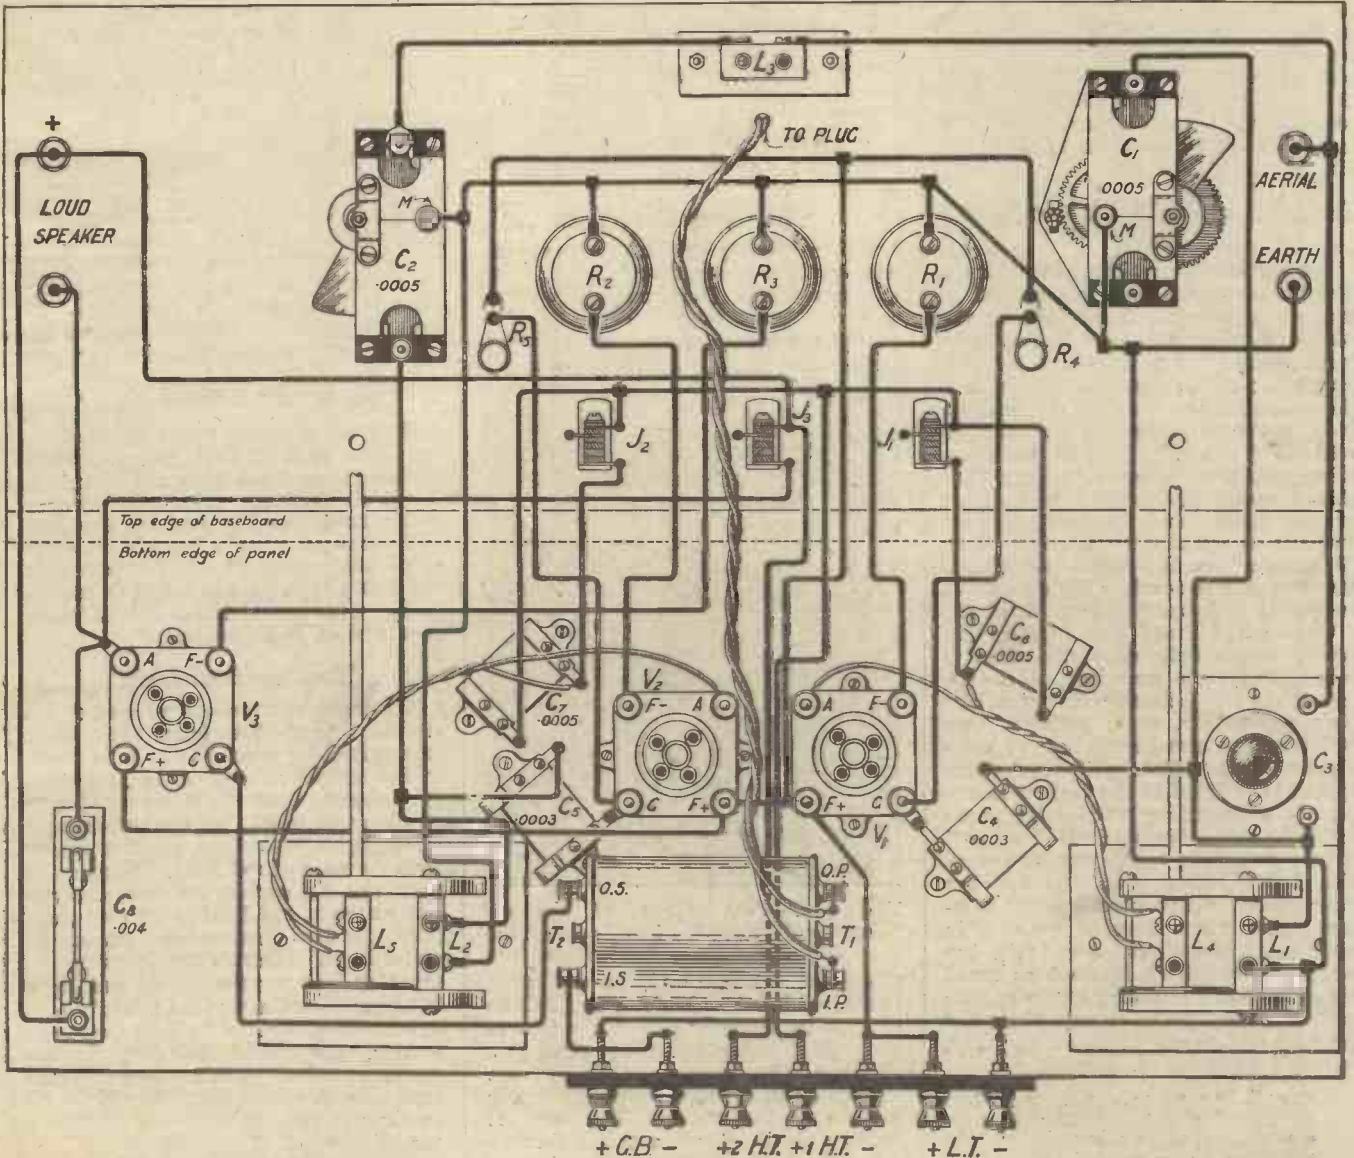 L3
+
TO PLUG
C1
.0005
M
AERIAL
LOUD
SPEAKER
M
C2
.0005
R2
R3
R1
EARTH
R5
R4
J2
J3
J1
Top edge of baseboard
Bottom edge of panel
C6
.0005
A F-
V3
F+ G
C7
.0005
V2
F- A
G F+
A F-
F+ G
V1
C3
C5
.0003
C4
.0003
C8
.004
O.S.
O.P.
T2
T1
I.S
I.P.
L5
L2
L4
L1
+ G.B. - +2 H.T. +1 H.T. - + L.T. -